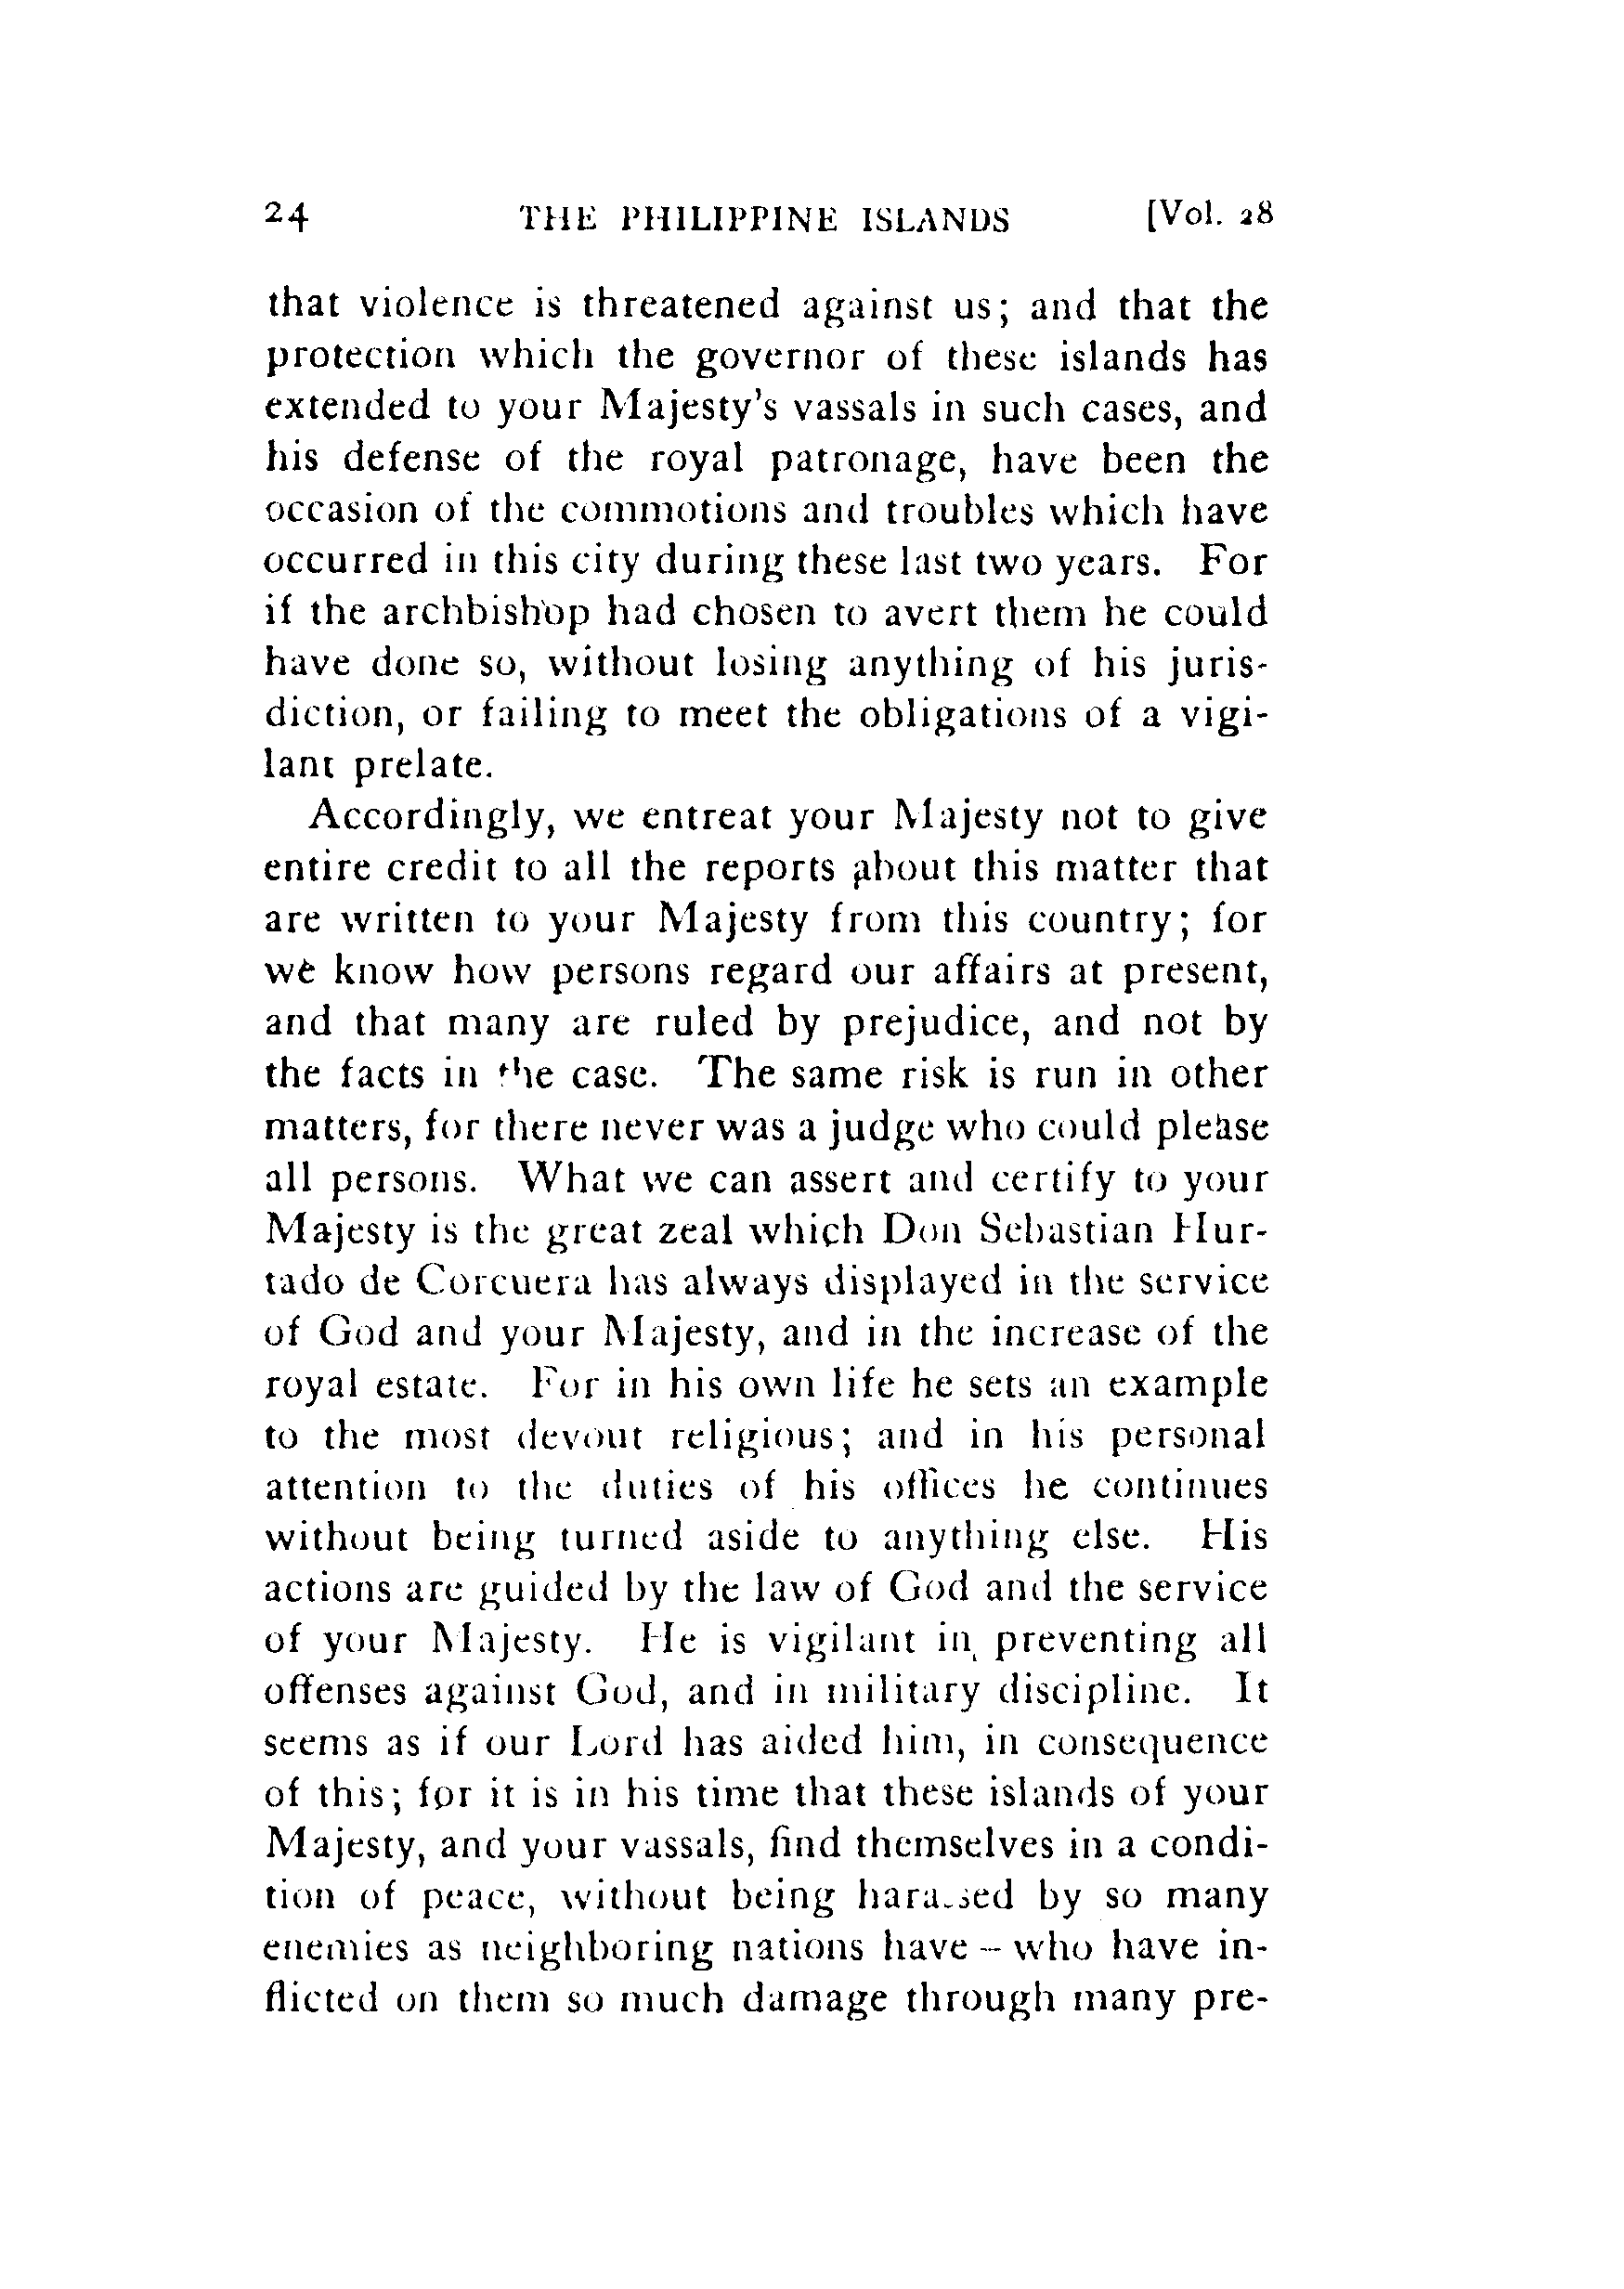 24 THE PHILIPPINE ISLANDS [Vol. 28
that violence is threatened against us; and that the
protection which the governor of these islands has
extended to your Majesty's vassals in such cases, and
his defense of the royal patronage, have been the
occasion of the commotions and troubles which have
occurred in this city during these last two years. For
if the archbishop had chosen to avert them he could
have done so, without losing anything of his juris-
diction, or failing to meet the obligations of a vigi-
lant prelate.
Accordingly, we entreat your Majesty not to give
entire credit to all the reports about this matter that
are written to your Majesty from this country; for
we know how persons regard our affairs at present,
and that many are ruled by prejudice, and not by
the facts in the case. The same risk is run in other
matters, for there never was a judge who could please
all persons. What we can assert and certify to your
Majesty is the great zeal which Don Sebastian Hur-
tado de Corcuera has always displayed in the service
of God and your Majesty, and in the increase of the
royal estate. For in his own life he sets an example
to the most devout religious; and in his personal
attention to the duties of his offices he continues
without being turned aside to anything else. His
actions are guided by the law of God and the service
of your Majesty. He is vigilant in preventing all
offenses against God, and in military discipline. It
seems as if our Lord has aided him, in consequence
of this; for it is in his time that these islands of your
Majesty, and your vassals, find themselves in a condi-
tion of peace, without being harassed by so many
enemies as neighboring nations have – who have in-
flicted on them so much damage through many pre-